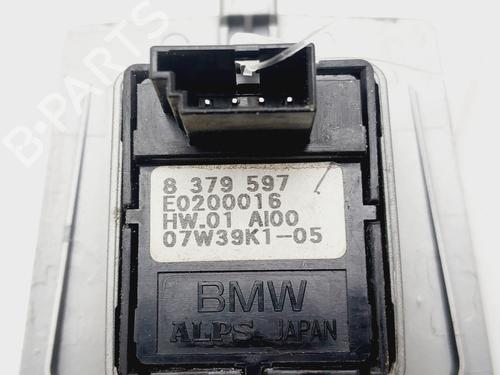 B-PARTS
8 379 597
E0200016
HW.01 AI00
07W39K1-05
BMW
ALPS JAPAN